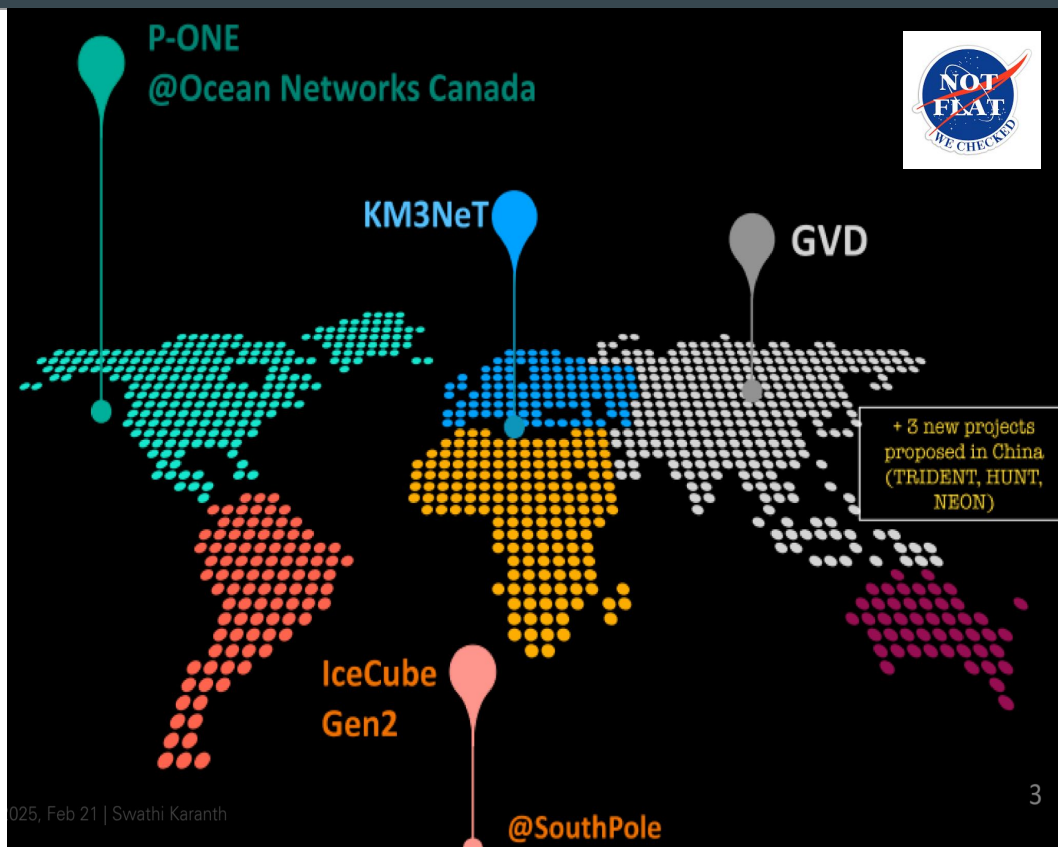 P-ONE
@Ocean Networks Canada
NOT
FLAT
WE CHECKED
KM3NeT
GVD
+ 3 new projects
proposed in China
(TRIDENT, HUNT,
NEON)
IceCube
Gen2
@SouthPole
025, Feb 21 | Swathi Karanth
3